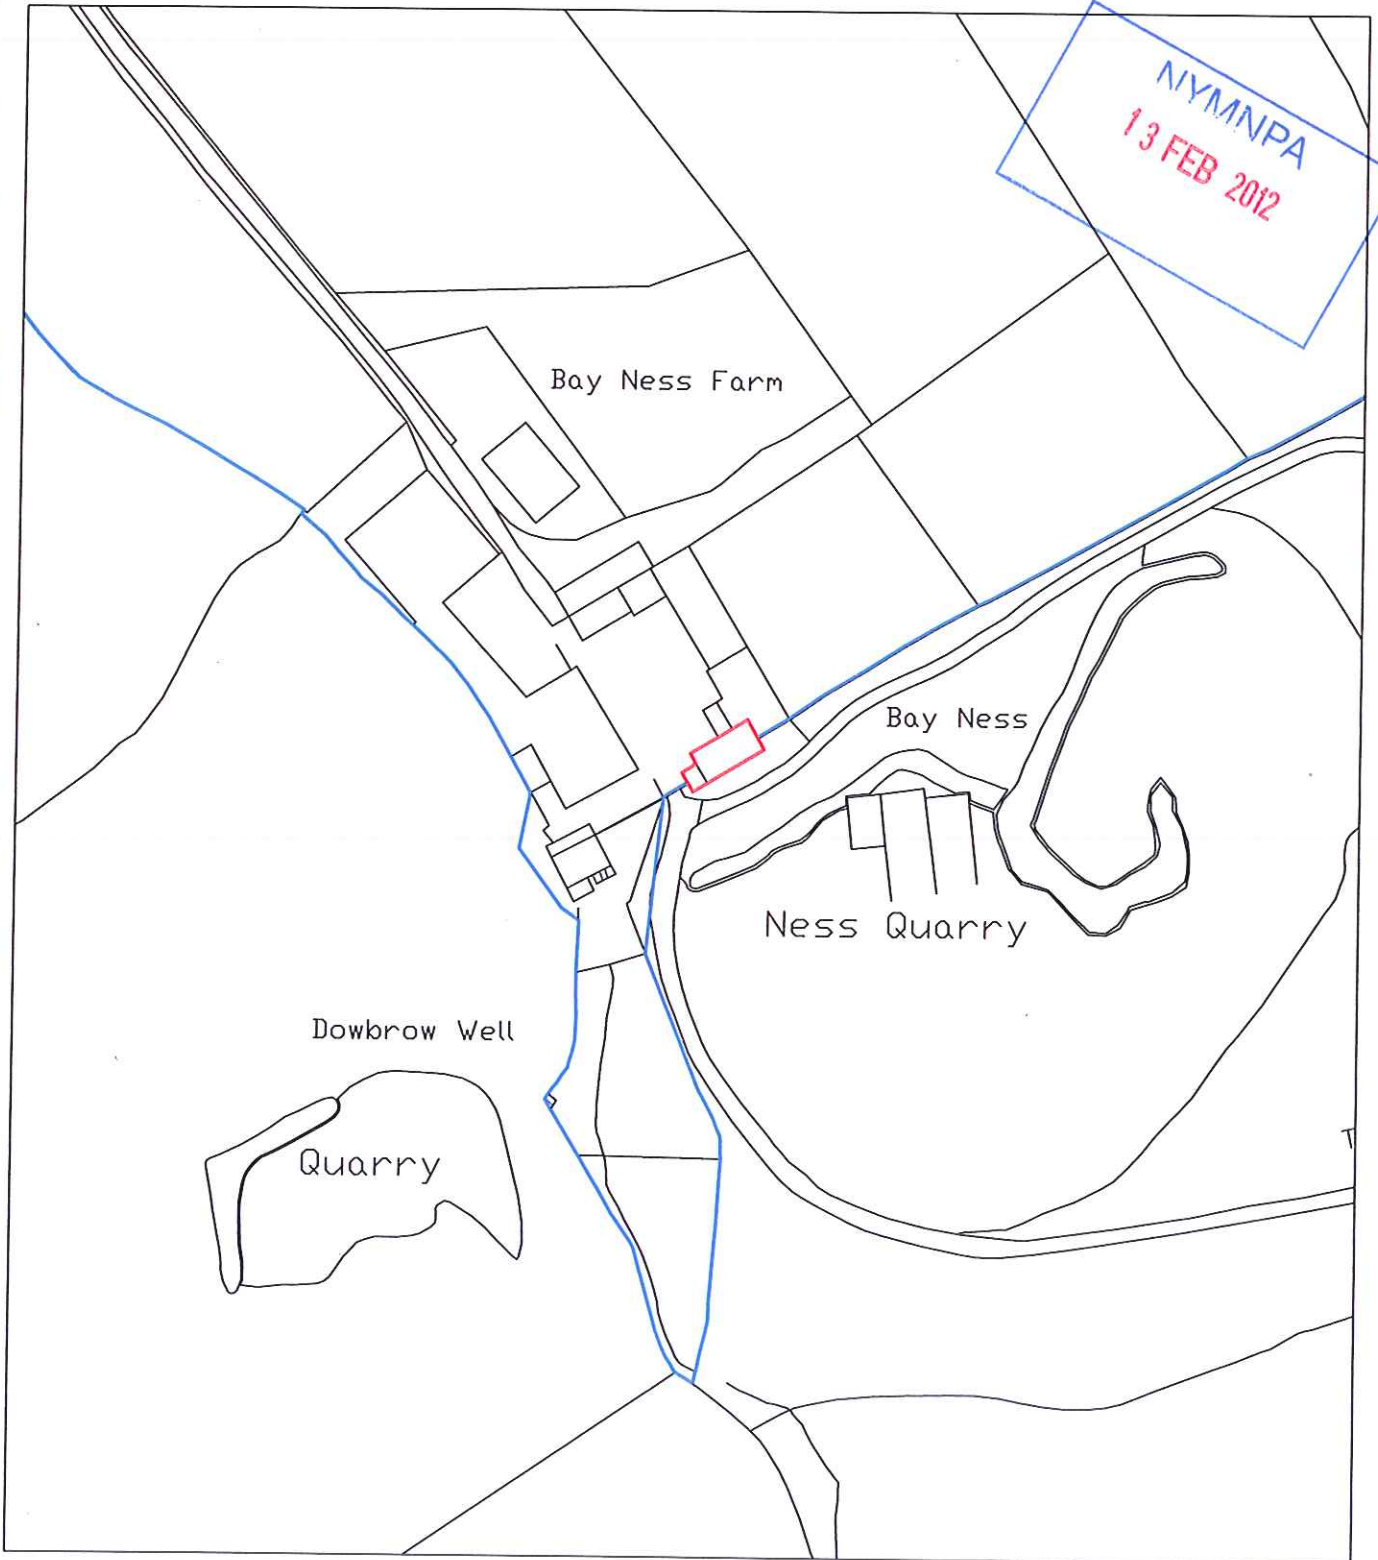 NYMNPA
13 FEB 2012
Bay Ness Farm
Bay Ness
Ness Quarry
Dowbrow Well
Quarry
T